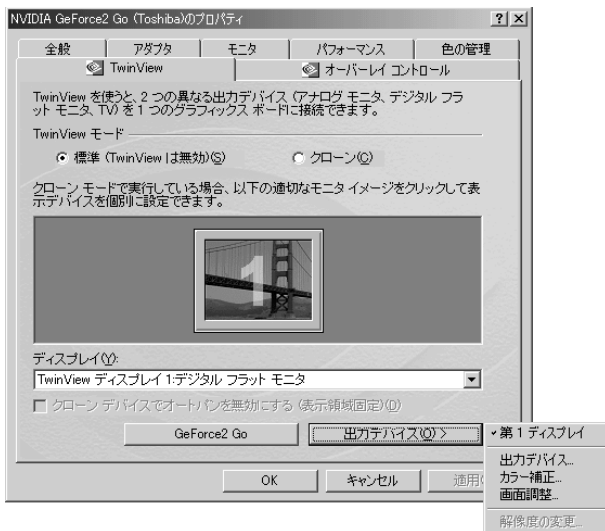 NVIDIA GeForce2 Go (Toshiba)のプロパティ
全般 アダプタ モニタ パフォーマンス 色の管理
TwinView オーバーレイ コントロール
TwinView を使うと、2 つの異なる出力デバイス (アナログ モニタ、デジタル フラ
ット モニタ、TV) を 1 つのグラフィックス ボードに接続できます。
TwinView モード
標準 (TwinView は無効)(S) クローン(C)
クローン モードで実行している場合、以下の適切なモニタ イメージをクリックして表
示デバイスを個別に設定できます。
1
ディスプレイ(Y):
TwinView ディスプレイ 1:デジタル フラット モニタ
クローン デバイスでオートパンを無効にする (表示領域固定)(D)
GeForce2 Go 出力デバイス(O) >
OK キャンセル 適用(
第 1 ディスプレイ
出力デバイス...
カラー補正...
画面調整...
解像度の変更...